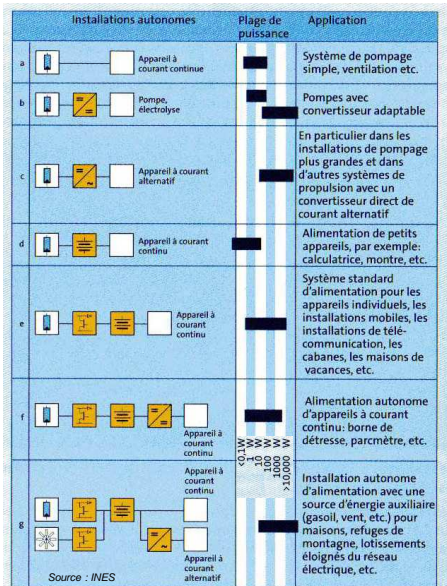 Installations autonomes
Plage de
puissance
Application
a
Appareil à
courant continue
Système de pompage
simple, ventilation etc.
b
Pompe,
électrolyse
Pompes avec
convertisseur adaptable
c
Appareil à courant
alternatif
En particulier dans les
installations de pompage
plus grandes et dans
d'autres systèmes de
propulsion avec un
convertisseur direct de
courant alternatif
d
Appareil à courant
continu
Alimentation de petits
appareils, par exemple:
calculatrice, montre, etc.
e
Appareil à
courant
continu
Système standard
d'alimentation pour les
appareils individuels, les
installations mobiles, les
installations de télé-
communication, les
cabanes, les maisons de
vacances, etc.
f
Appareil à
courant
continu
Alimentation autonome
d'appareils à courant
continu: borne de
détresse, parcmètre, etc.
<0,1W
1 W
10 W
100 W
1000 W
>10,000 W
g
Appareil à
courant
continu
Appareil à
courant
alternatif
Installation autonome
d'alimentation avec une
source d'énergie auxiliaire
(gasoil, vent, etc.) pour
maisons, refuges de
montagne, lotissements
éloignés du réseau
électrique, etc.
Source : INES